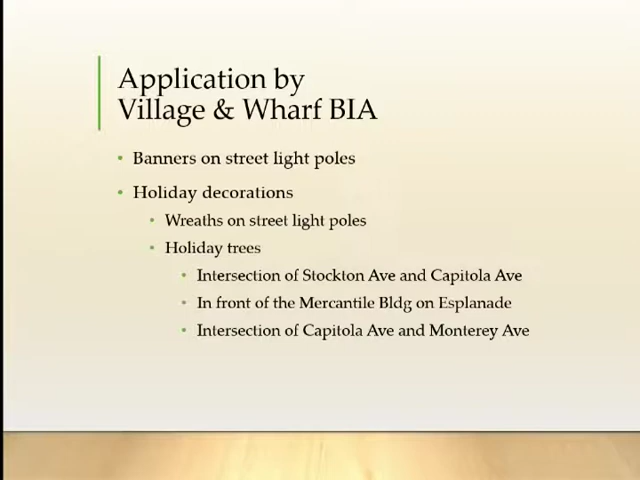 Application by
Village & Wharf BIA
• Banners on street light poles
• Holiday decorations
• Wreaths on street light poles
• Holiday trees
• Intersection of Stockton Ave and Capitola Ave
• In front of the Mercantile Bldg on Esplanade
• Intersection of Capitola Ave and Monterey Ave